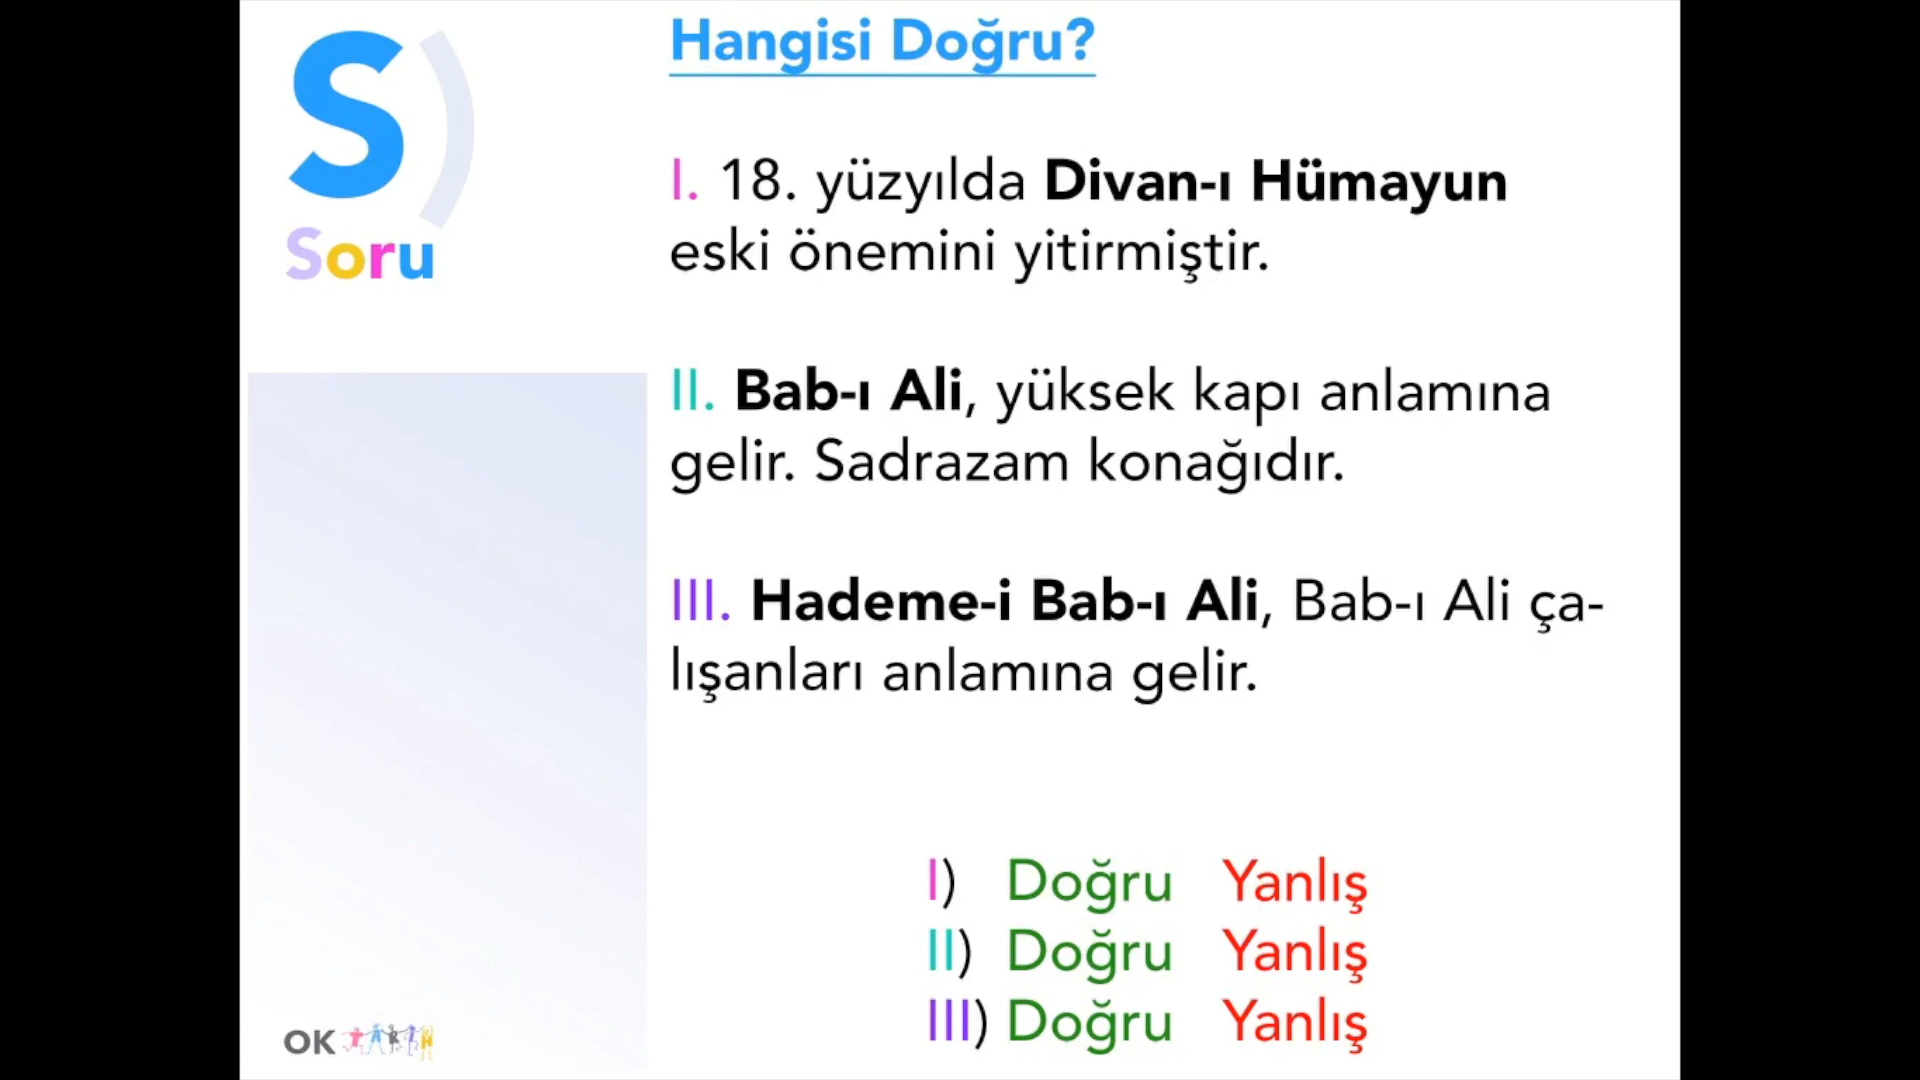 S)
Soru
Hangisi Doğru?
I. 18. yüzyılda Divan-ı Hümayun
eski önemini yitirmiştir.
II. Bab-ı Ali, yüksek kapı anlamına
gelir. Sadrazam konağıdır.
III. Hademe-i Bab-ı Ali, Bab-ı Ali ça-
lışanları anlamına gelir.
I) Doğru Yanlış
II) Doğru Yanlış
III) Doğru Yanlış
OK TARIH